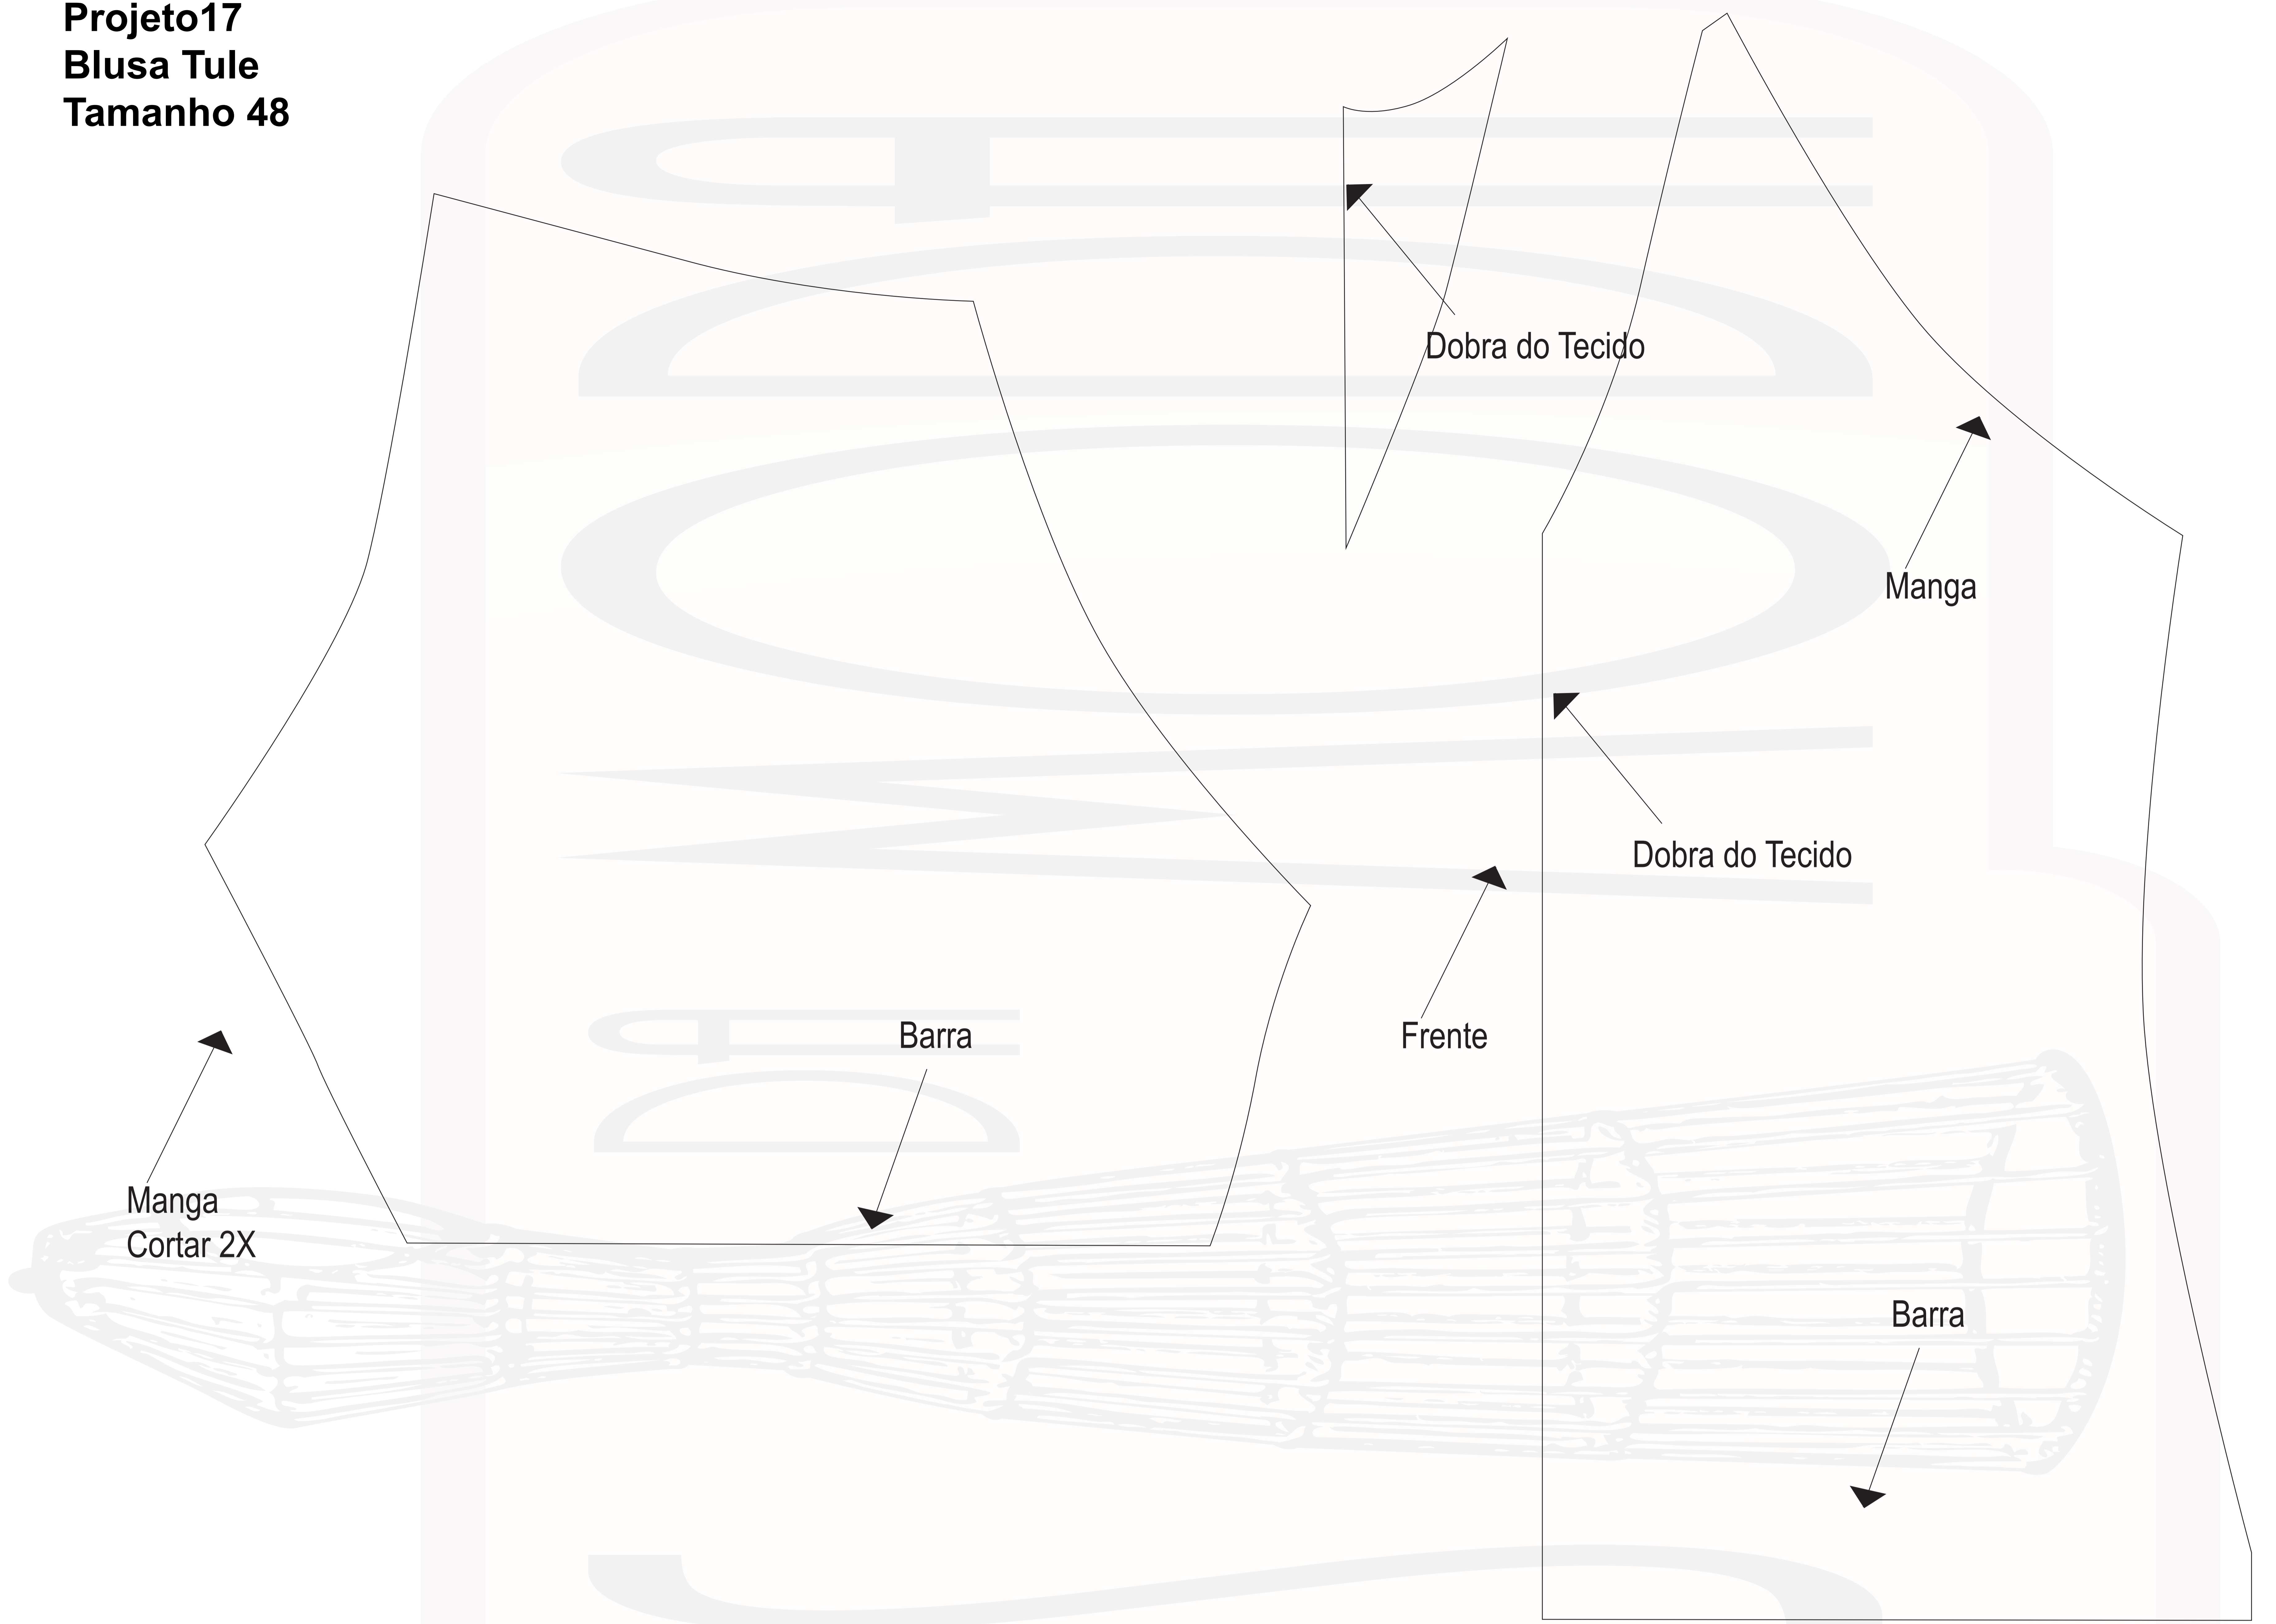 Projeto17
Blusa Tule
Tamanho 48
Dobra do Tecido
Manga
Dobra do Tecido
Barra
Frente
Manga
Cortar 2X
Barra